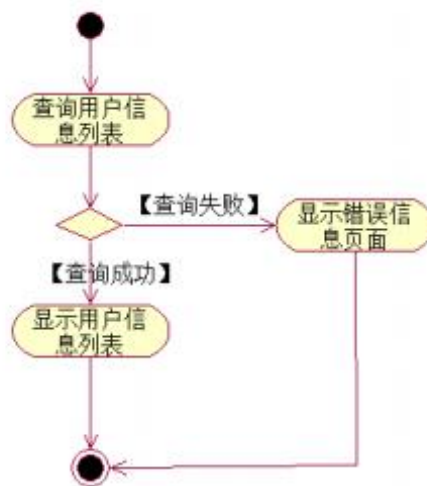 查询用户信
息列表
【查询失败】
显示错误信
息页面
【查询成功】
显示用户信
息列表